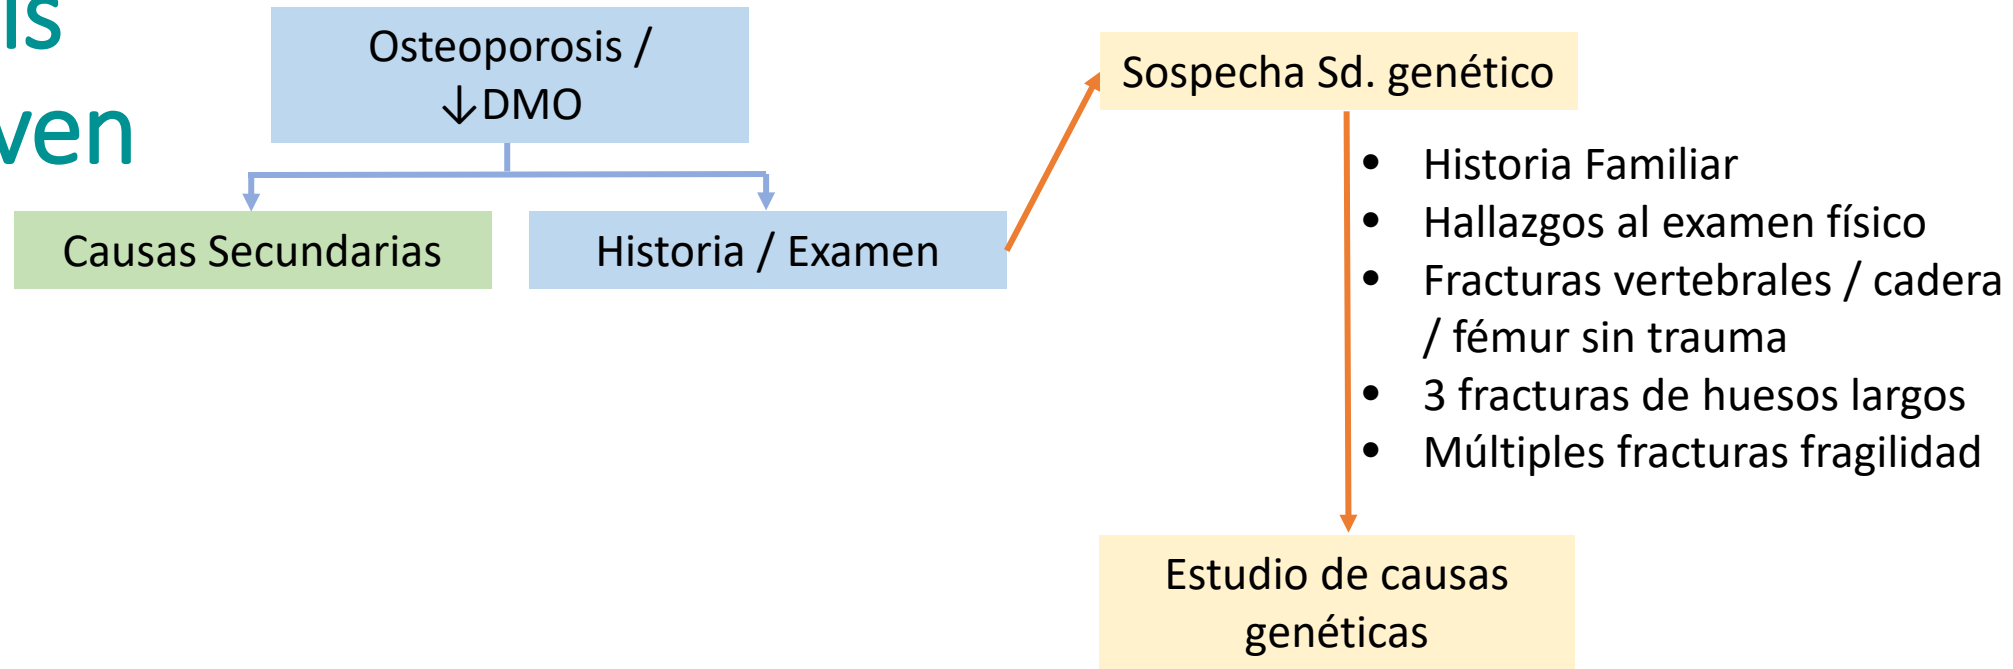 is
ven
Osteoporosis /
↓DMO
Causas Secundarias
Historia / Examen
Sospecha Sd. genético
• Historia Familiar
• Hallazgos al examen físico
• Fracturas vertebrales / cadera
/ fémur sin trauma
• 3 fracturas de huesos largos
• Múltiples fracturas fragilidad
Estudio de causas
genéticas